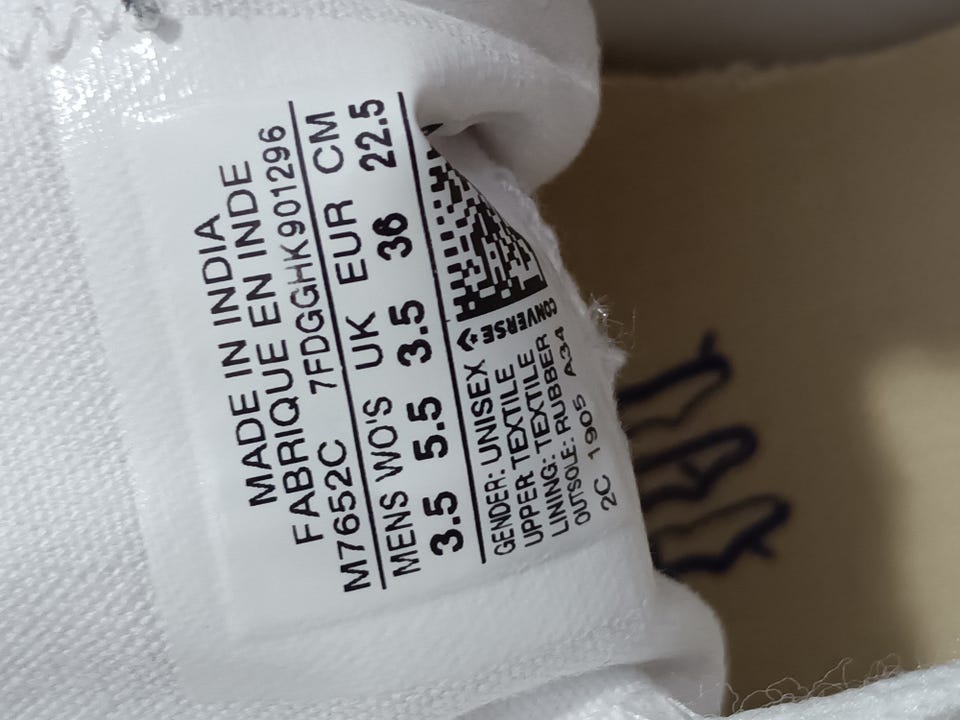 MADE IN INDIA
FABRIQUE EN INDE
M7652C 7FDGGHK901296
MENS WO'S UK EUR CM
3.5 5.5 3.5 36 22.5
GENDER: UNISEX
UPPER TEXTILE
LINING: TEXTILE
OUTSOLE: RUBBER
2C 1905 A34
CONVERSE
CONVERSE